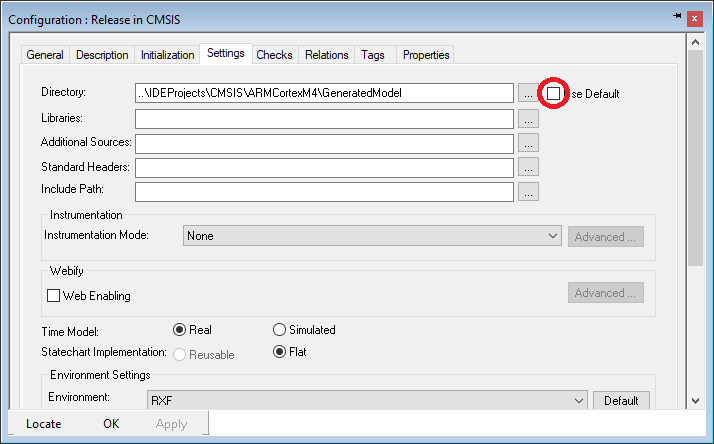 Configuration : Release in CMSIS
General Description Initialization Settings Checks Relations Tags Properties
Directory: ..\IDEProjects\CMSIS\ARMCortexM4\GeneratedModel ... Use Default
Libraries: ...
Additional Sources: ...
Standard Headers: ...
Include Path: ...
Instrumentation
Instrumentation Mode: None Advanced ...
Webify
Web Enabling Advanced ...
Time Model: Real Simulated
Statechart Implementation: Reusable Flat
Environment Settings
Environment: RXF Default
Locate OK Apply